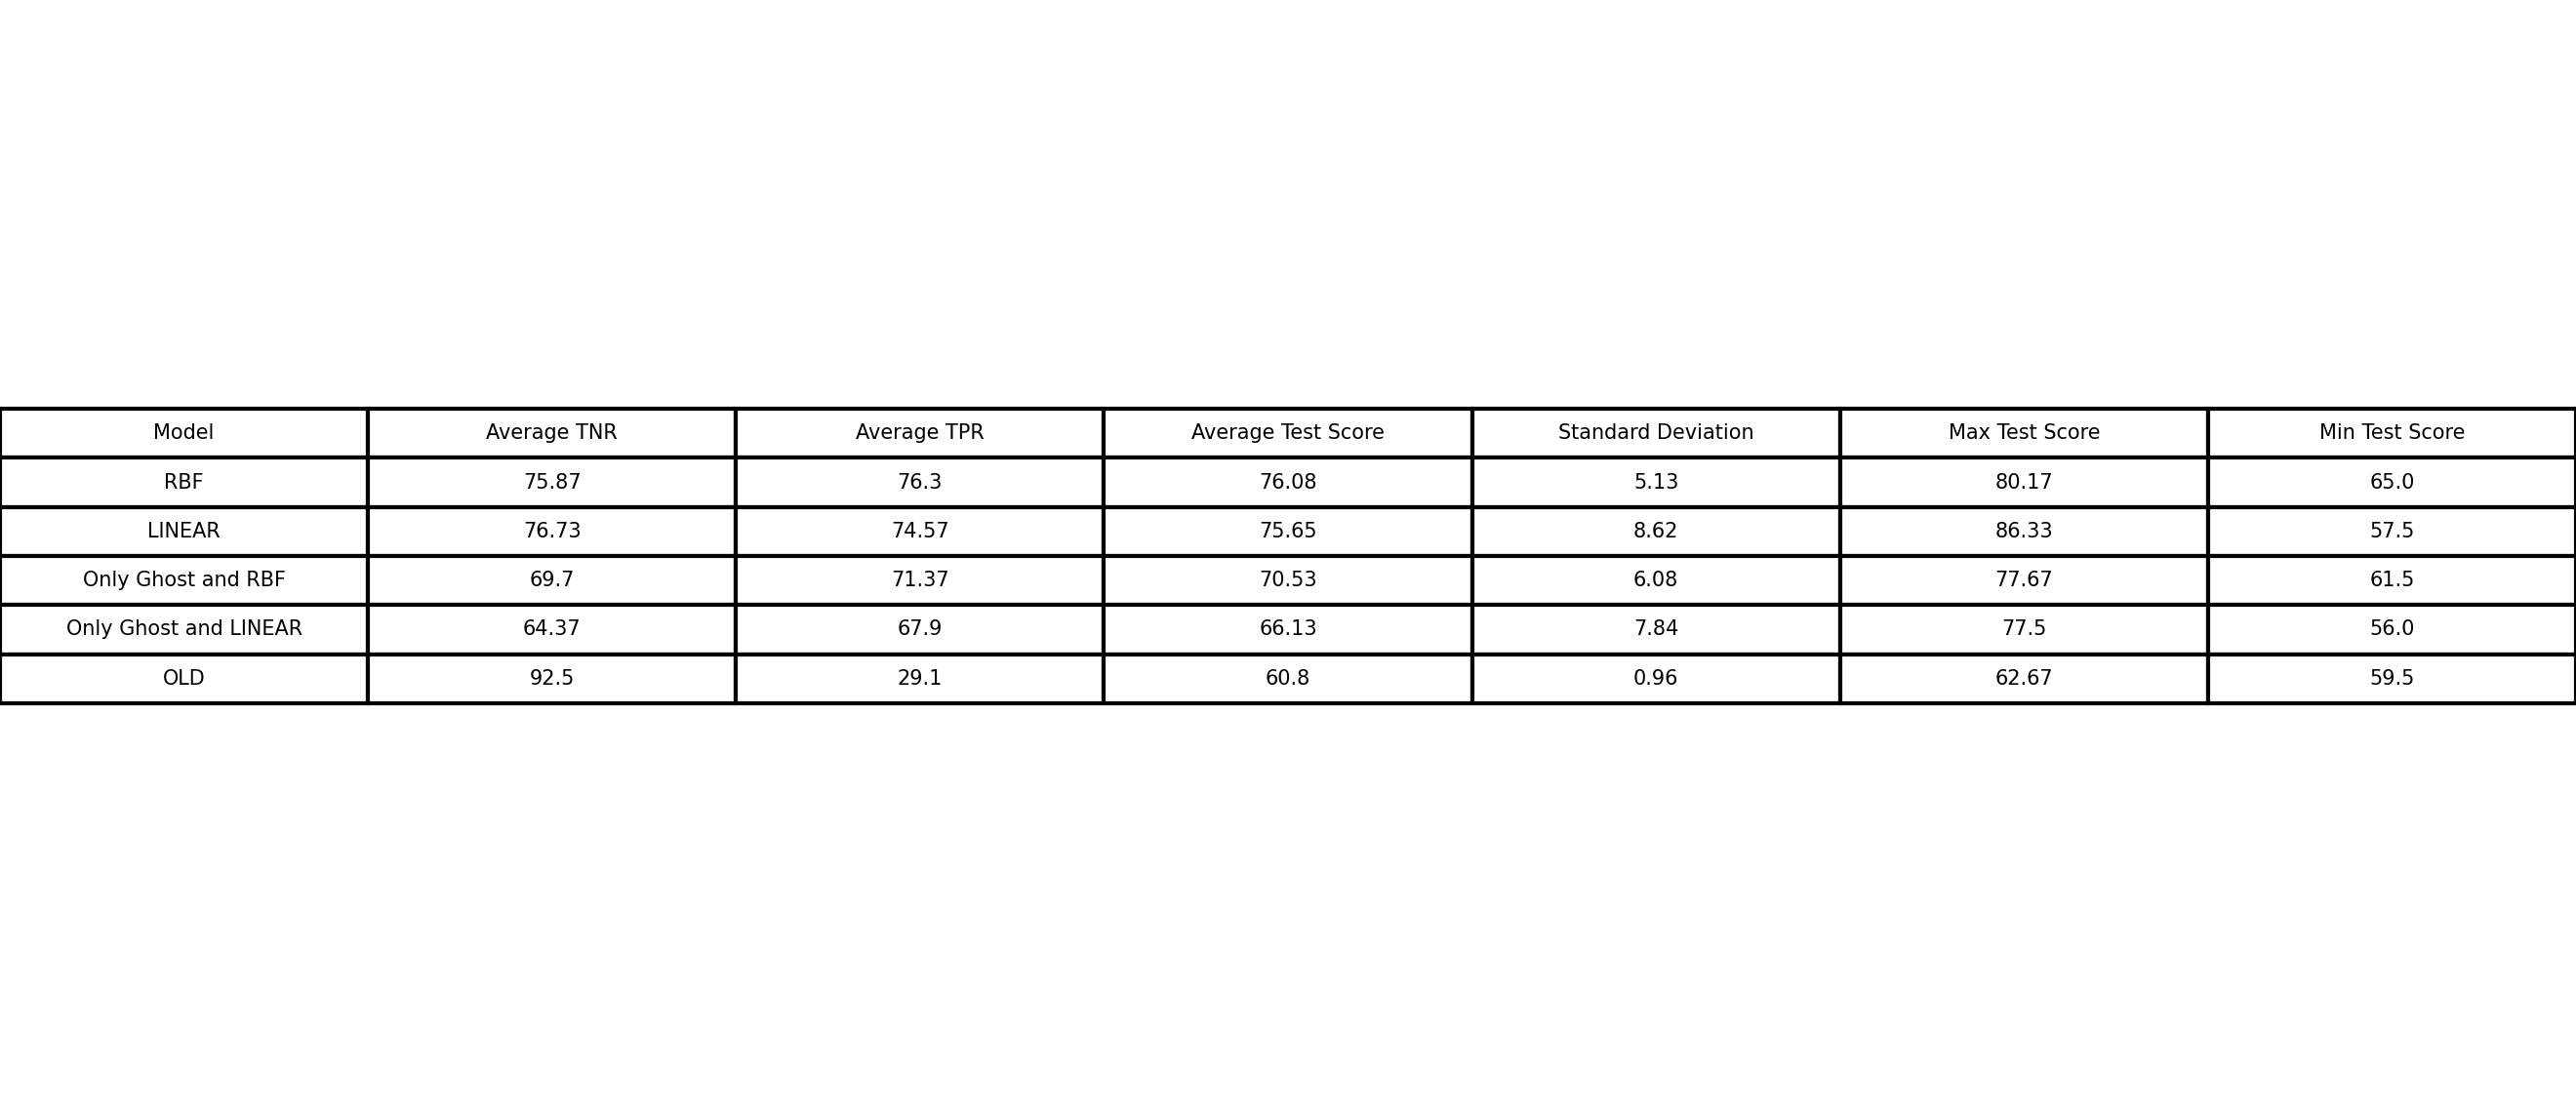 Model Average TNR Average TPR Average Test Score Standard Deviation Max Test Score Min Test Score
RBF 75.87 76.3 76.08 5.13 80.17 65.0
LINEAR 76.73 74.57 75.65 8.62 86.33 57.5
Only Ghost and RBF 69.7 71.37 70.53 6.08 77.67 61.5
Only Ghost and LINEAR 64.37 67.9 66.13 7.84 77.5 56.0
OLD 92.5 29.1 60.8 0.96 62.67 59.5